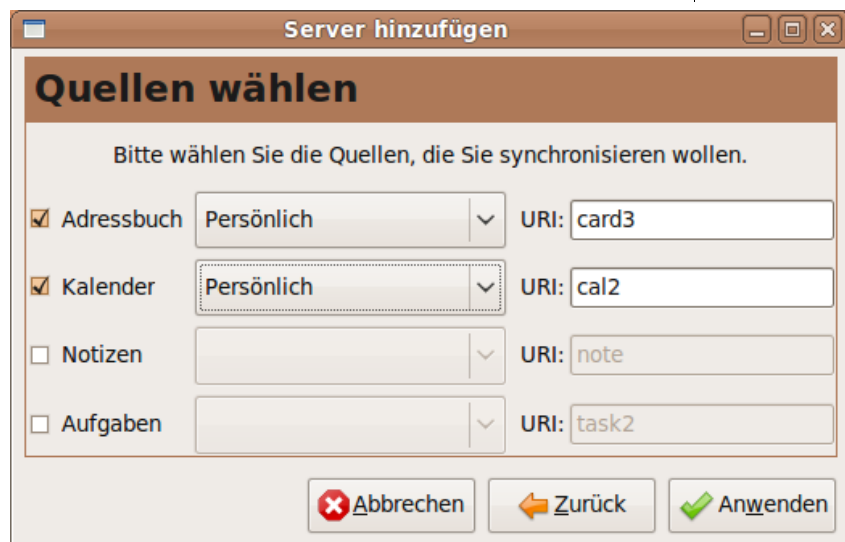 Server hinzufügen
Quellen wählen
Bitte wählen Sie die Quellen, die Sie synchronisieren wollen.
Adressbuch Persönlich URI: card3
Kalender Persönlich URI: cal2
Notizen URI: note
Aufgaben URI: task2
Abbrechen Zurück Anwenden